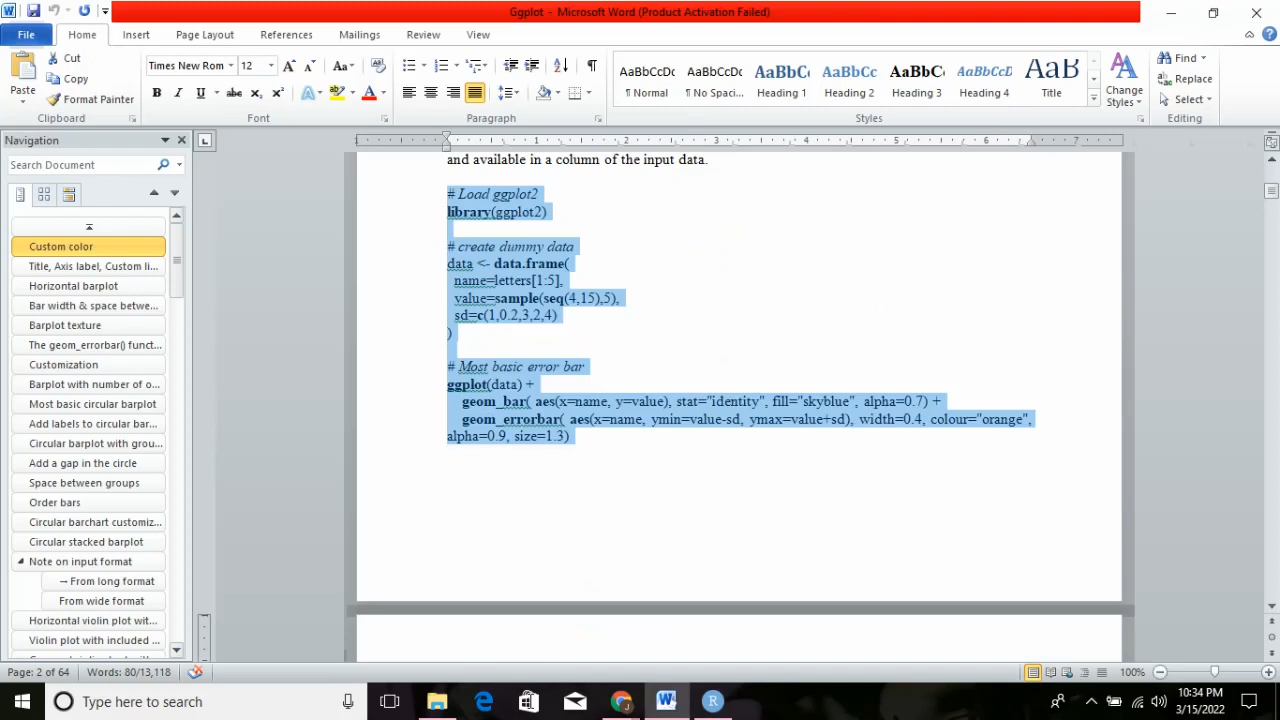 Ggplot - Microsoft Word (Product Activation Failed)
File Home Insert Page Layout References Mailings Review View
Paste
Cut
Copy
Format Painter
Clipboard
Times New Rom 12
Font
Paragraph
AaBbCcDc AaBbCcDc AaBbC AaBbCc AaBbCc AaBbCcDc AaB
¶ Normal ¶ No Spaci... Heading 1 Heading 2 Heading 3 Heading 4 Title
Change Styles
Styles
Find
Replace
Select
Editing
Navigation
Search Document
Custom color
Title, Axis label, Custom li...
Horizontal barplot
Bar width & space betwe...
Barplot texture
The geom_errorbar() funct...
Customization
Barplot with number of o...
Most basic circular barplot
Add labels to circular bar...
Circular barplot with grou...
Add a gap in the circle
Space between groups
Order bars
Circular barchart customiz...
Circular stacked barplot
Note on input format
From long format
From wide format
Horizontal violin plot wit...
Violin plot with included ...
1 1 2 3 4 5 6 7
and available in a column of the input data.
# Load ggplot2
library(ggplot2)
# create dummy data
data <- data.frame(
name=letters[1:5],
value=sample(seq(4,15),5),
sd=c(1,0.2,3,2,4)
)
# Most basic error bar
ggplot(data) +
geom_bar( aes(x=name, y=value), stat="identity", fill="skyblue", alpha=0.7) +
geom_errorbar( aes(x=name, ymin=value-sd, ymax=value+sd), width=0.4, colour="orange",
alpha=0.9, size=1.3)
Page: 2 of 64 Words: 80/13,118
100%
Type here to search
10:34 PM
3/15/2022